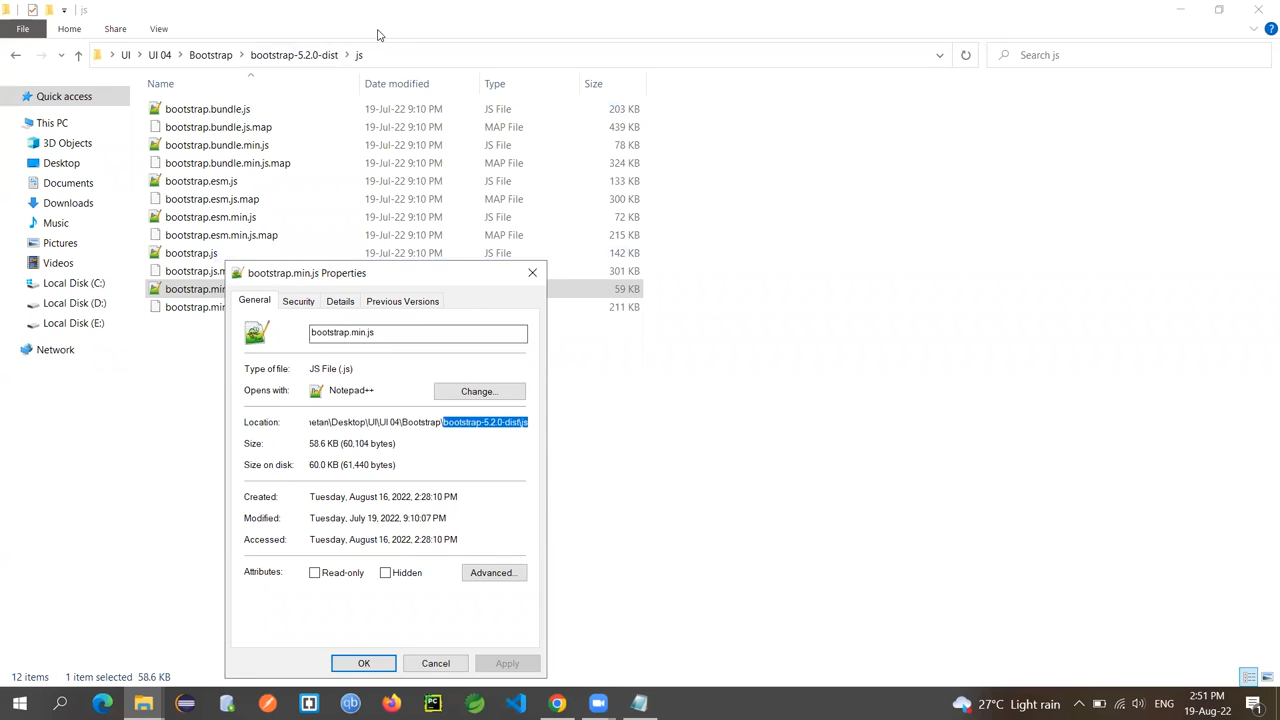 js
File Home Share View
UI > UI 04 > Bootstrap > bootstrap-5.2.0-dist > js
Search js
Name Date modified Type Size
Quick access
This PC
3D Objects
Desktop
Documents
Downloads
Music
Pictures
Videos
Local Disk (C:)
Local Disk (D:)
Local Disk (E:)
Network
bootstrap.bundle.js 19-Jul-22 9:10 PM JS File 203 KB
bootstrap.bundle.js.map 19-Jul-22 9:10 PM MAP File 439 KB
bootstrap.bundle.min.js 19-Jul-22 9:10 PM JS File 78 KB
bootstrap.bundle.min.js.map 19-Jul-22 9:10 PM MAP File 324 KB
bootstrap.esm.js 19-Jul-22 9:10 PM JS File 133 KB
bootstrap.esm.js.map 19-Jul-22 9:10 PM MAP File 300 KB
bootstrap.esm.min.js 19-Jul-22 9:10 PM JS File 72 KB
bootstrap.esm.min.js.map 19-Jul-22 9:10 PM MAP File 215 KB
bootstrap.js 19-Jul-22 9:10 PM JS File 142 KB
bootstrap.js.m 301 KB
bootstrap.min 59 KB
bootstrap.min 211 KB
bootstrap.min.js Properties
General Security Details Previous Versions
bootstrap.min.js
Type of file: JS File (.js)
Opens with: Notepad++ Change...
Location: etan\Desktop\UI\UI 04\Bootstrap\bootstrap-5.2.0-dist\js
Size: 58.6 KB (60,104 bytes)
Size on disk: 60.0 KB (61,440 bytes)
Created: Tuesday, August 16, 2022, 2:28:10 PM
Modified: Tuesday, July 19, 2022, 9:10:07 PM
Accessed: Tuesday, August 16, 2022, 2:28:10 PM
Attributes: Read-only Hidden Advanced...
OK Cancel Apply
12 items 1 item selected 58.6 KB
27°C Light rain ENG 2:51 PM
19-Aug-22